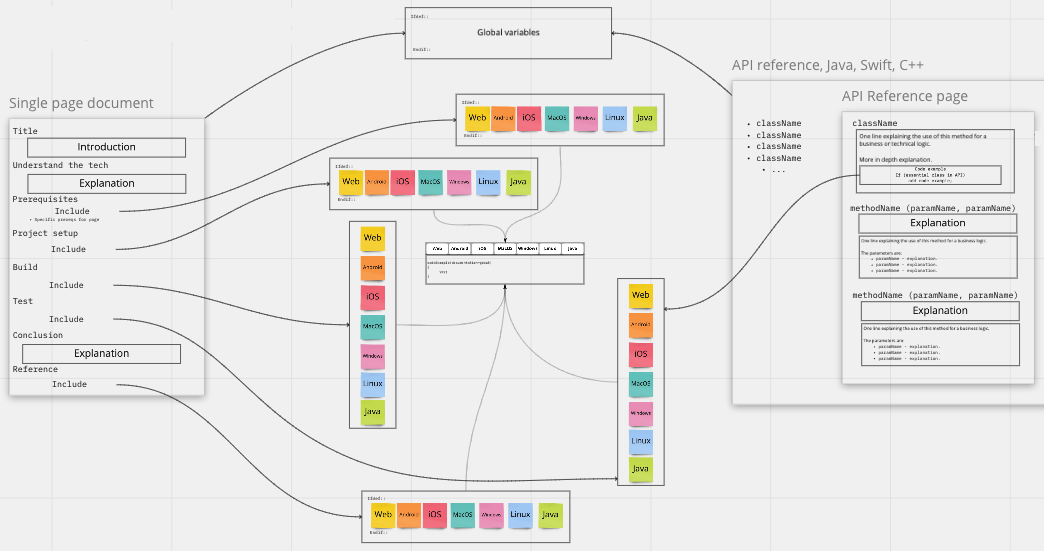 Ifdef::
Global variables
Endif::
API reference, Java, Swift, C++
Single page document
Title
Introduction
Understand the tech
Explanation
Prerequisites
Include
• Specific prereqs for page
Project setup
Include
Build
Include
Test
Include
Conclusion
Explanation
Reference
Include
Ifdef::
Web Android iOS MacOS Windows Linux Java
Endif::
Ifdef::
Web Android iOS MacOS Windows Linux Java
Endif::
Web
Android
iOS
MacOS
Windows
Linux
Java
Web Android iOS MacOS Windows Linux Java
Web
Android
iOS
MacOS
Windows
Linux
Java
Ifdef::
Web Android iOS MacOS Windows Linux Java
Endif::
• className
• className
• className
• className
• ...
API Reference page
className
One line explaining the use of this method for a
business or technical logic.
More in depth explanation.
Code example
If (essential class in API)
add code example;
methodName (paramName, paramName)
Explanation
One line explaining the use of this method for a business logic.
The parameters are:
• paramName - explanation.
• paramName - explanation.
• paramName - explanation.
methodName (paramName, paramName)
Explanation
One line explaining the use of this method for a business logic.
The parameters are:
• paramName - explanation.
• paramName - explanation.
• paramName - explanation.